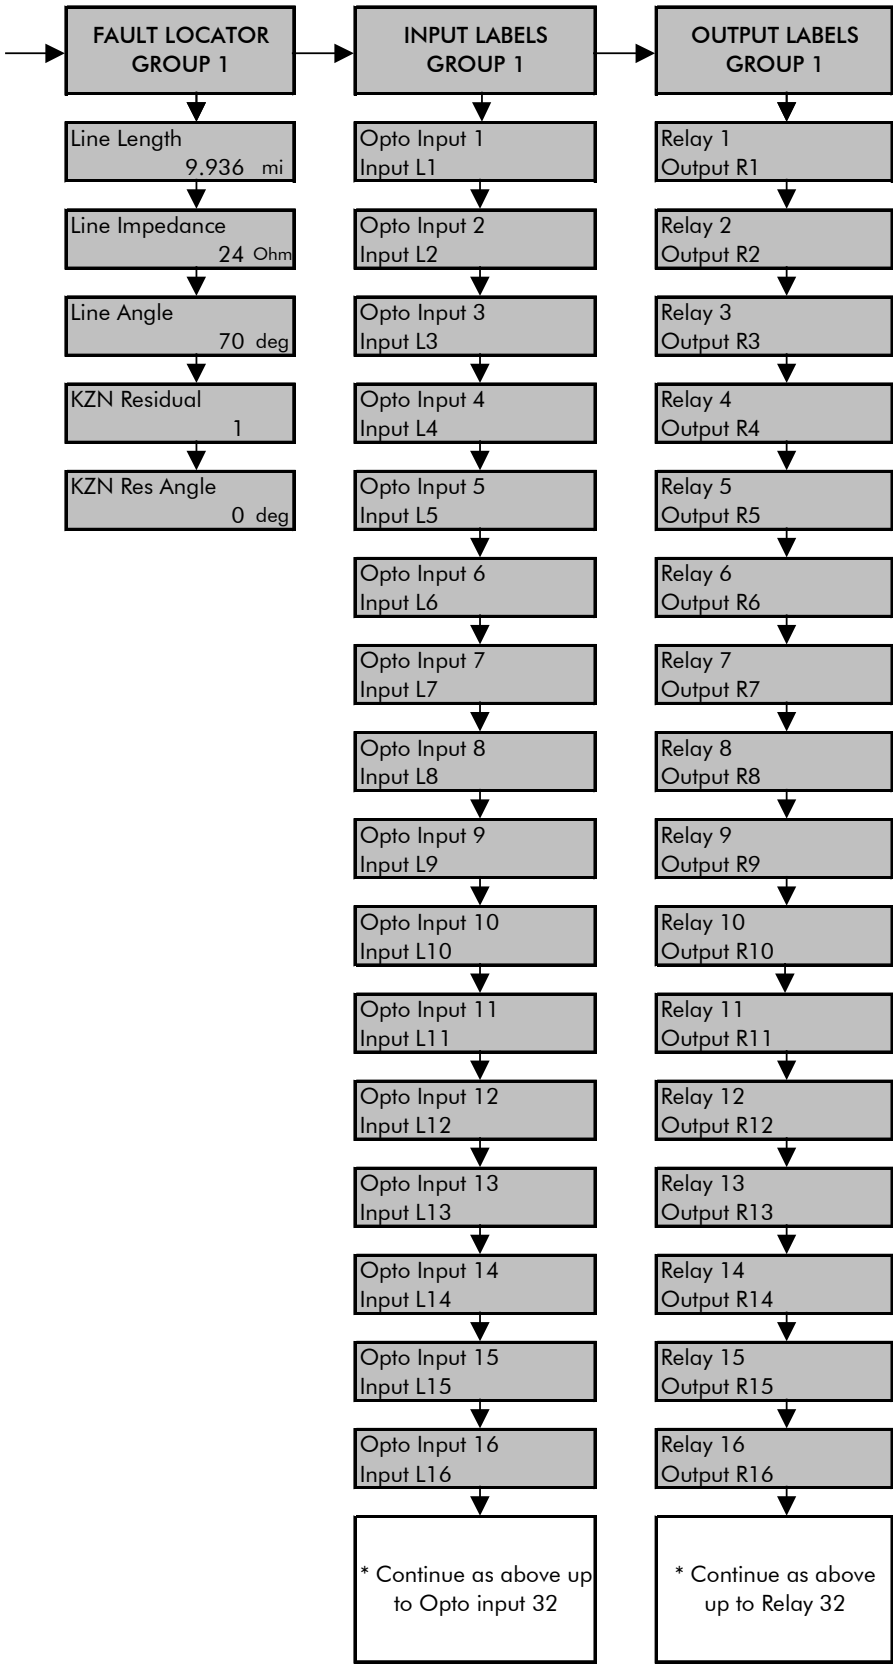 FAULT LOCATOR
GROUP 1
Line Length
9.936 mi
Line Impedance
24 Ohm
Line Angle
70 deg
KZN Residual
1
KZN Res Angle
0 deg
INPUT LABELS
GROUP 1
Opto Input 1
Input L1
Opto Input 2
Input L2
Opto Input 3
Input L3
Opto Input 4
Input L4
Opto Input 5
Input L5
Opto Input 6
Input L6
Opto Input 7
Input L7
Opto Input 8
Input L8
Opto Input 9
Input L9
Opto Input 10
Input L10
Opto Input 11
Input L11
Opto Input 12
Input L12
Opto Input 13
Input L13
Opto Input 14
Input L14
Opto Input 15
Input L15
Opto Input 16
Input L16
* Continue as above up
to Opto input 32
OUTPUT LABELS
GROUP 1
Relay 1
Output R1
Relay 2
Output R2
Relay 3
Output R3
Relay 4
Output R4
Relay 5
Output R5
Relay 6
Output R6
Relay 7
Output R7
Relay 8
Output R8
Relay 9
Output R9
Relay 10
Output R10
Relay 11
Output R11
Relay 12
Output R12
Relay 13
Output R13
Relay 14
Output R14
Relay 15
Output R15
Relay 16
Output R16
* Continue as above
up to Relay 32